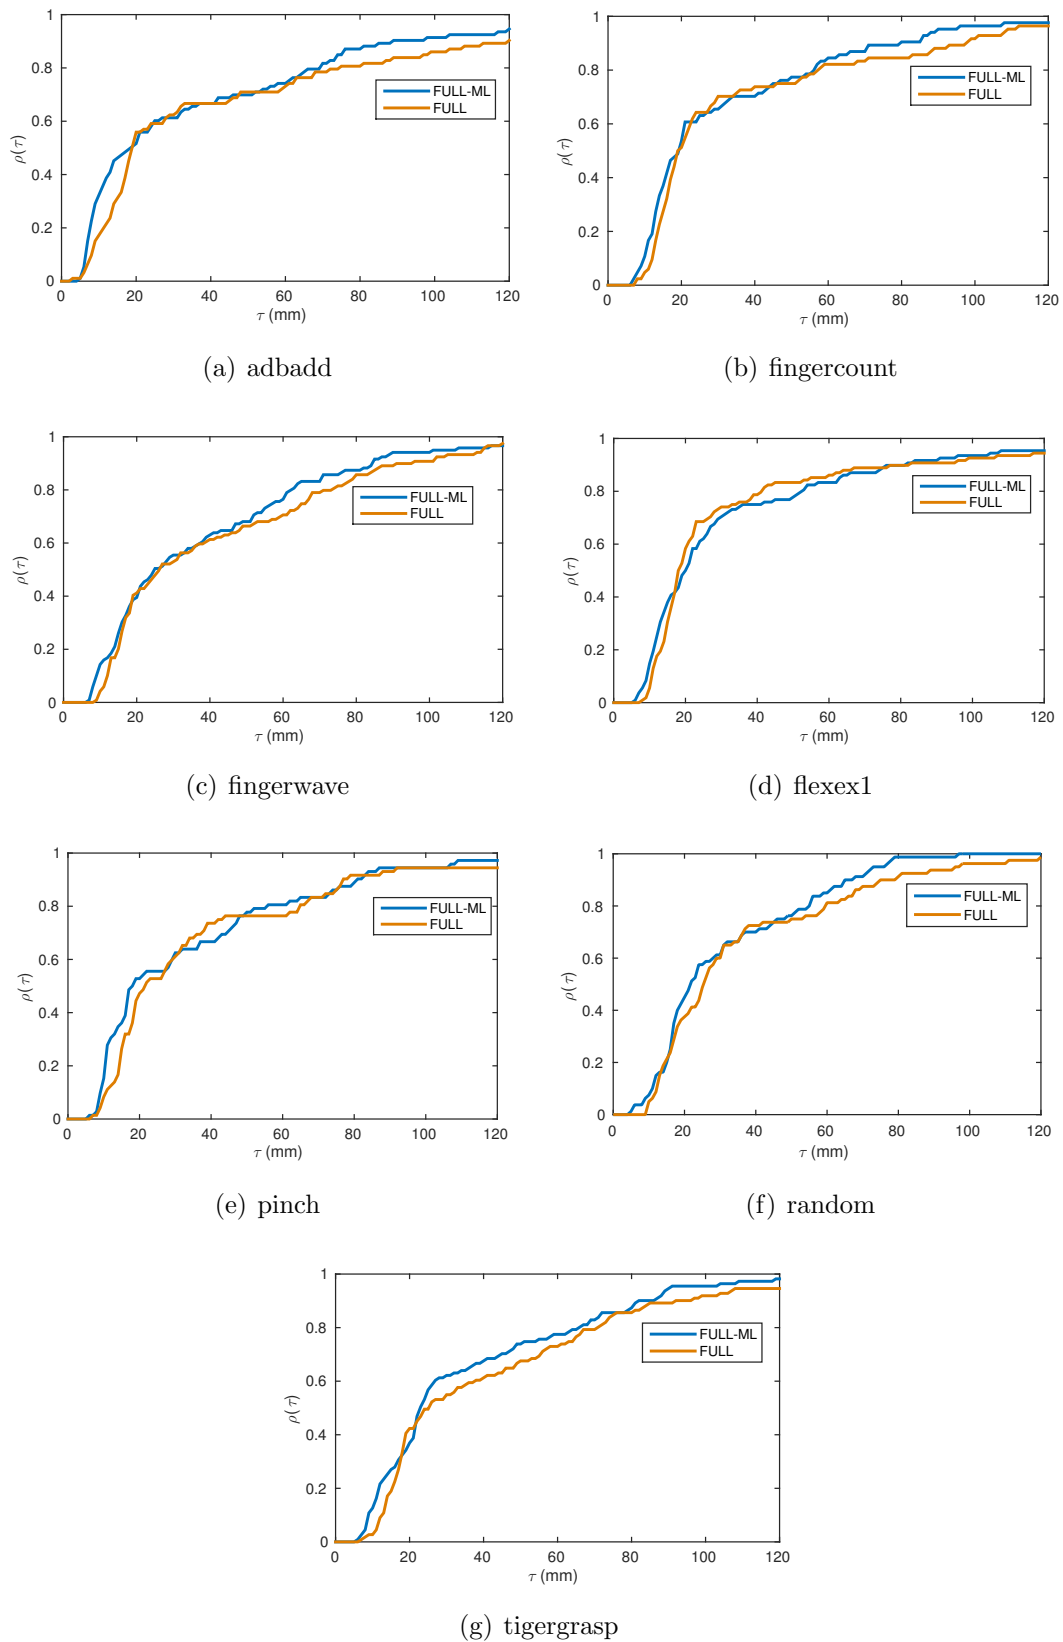 1
0.8
0.6
0.4
0.2
0
ρ(τ)
0 20 40 60 80 100 120
τ (mm)
FULL-ML
FULL
(a) adbadd
1
0.8
0.6
0.4
0.2
0
ρ(τ)
0 20 40 60 80 100 120
τ (mm)
FULL-ML
FULL
(b) fingercount
1
0.8
0.6
0.4
0.2
0
ρ(τ)
0 20 40 60 80 100 120
τ (mm)
FULL-ML
FULL
(c) fingerwave
1
0.8
0.6
0.4
0.2
0
ρ(τ)
0 20 40 60 80 100 120
τ (mm)
FULL-ML
FULL
(d) flexex1
1
0.8
0.6
0.4
0.2
0
ρ(τ)
0 20 40 60 80 100 120
τ (mm)
FULL-ML
FULL
(e) pinch
1
0.8
0.6
0.4
0.2
0
ρ(τ)
0 20 40 60 80 100 120
τ (mm)
FULL-ML
FULL
(f) random
1
0.8
0.6
0.4
0.2
0
ρ(τ)
0 20 40 60 80 100 120
τ (mm)
FULL-ML
FULL
(g) tigergrasp